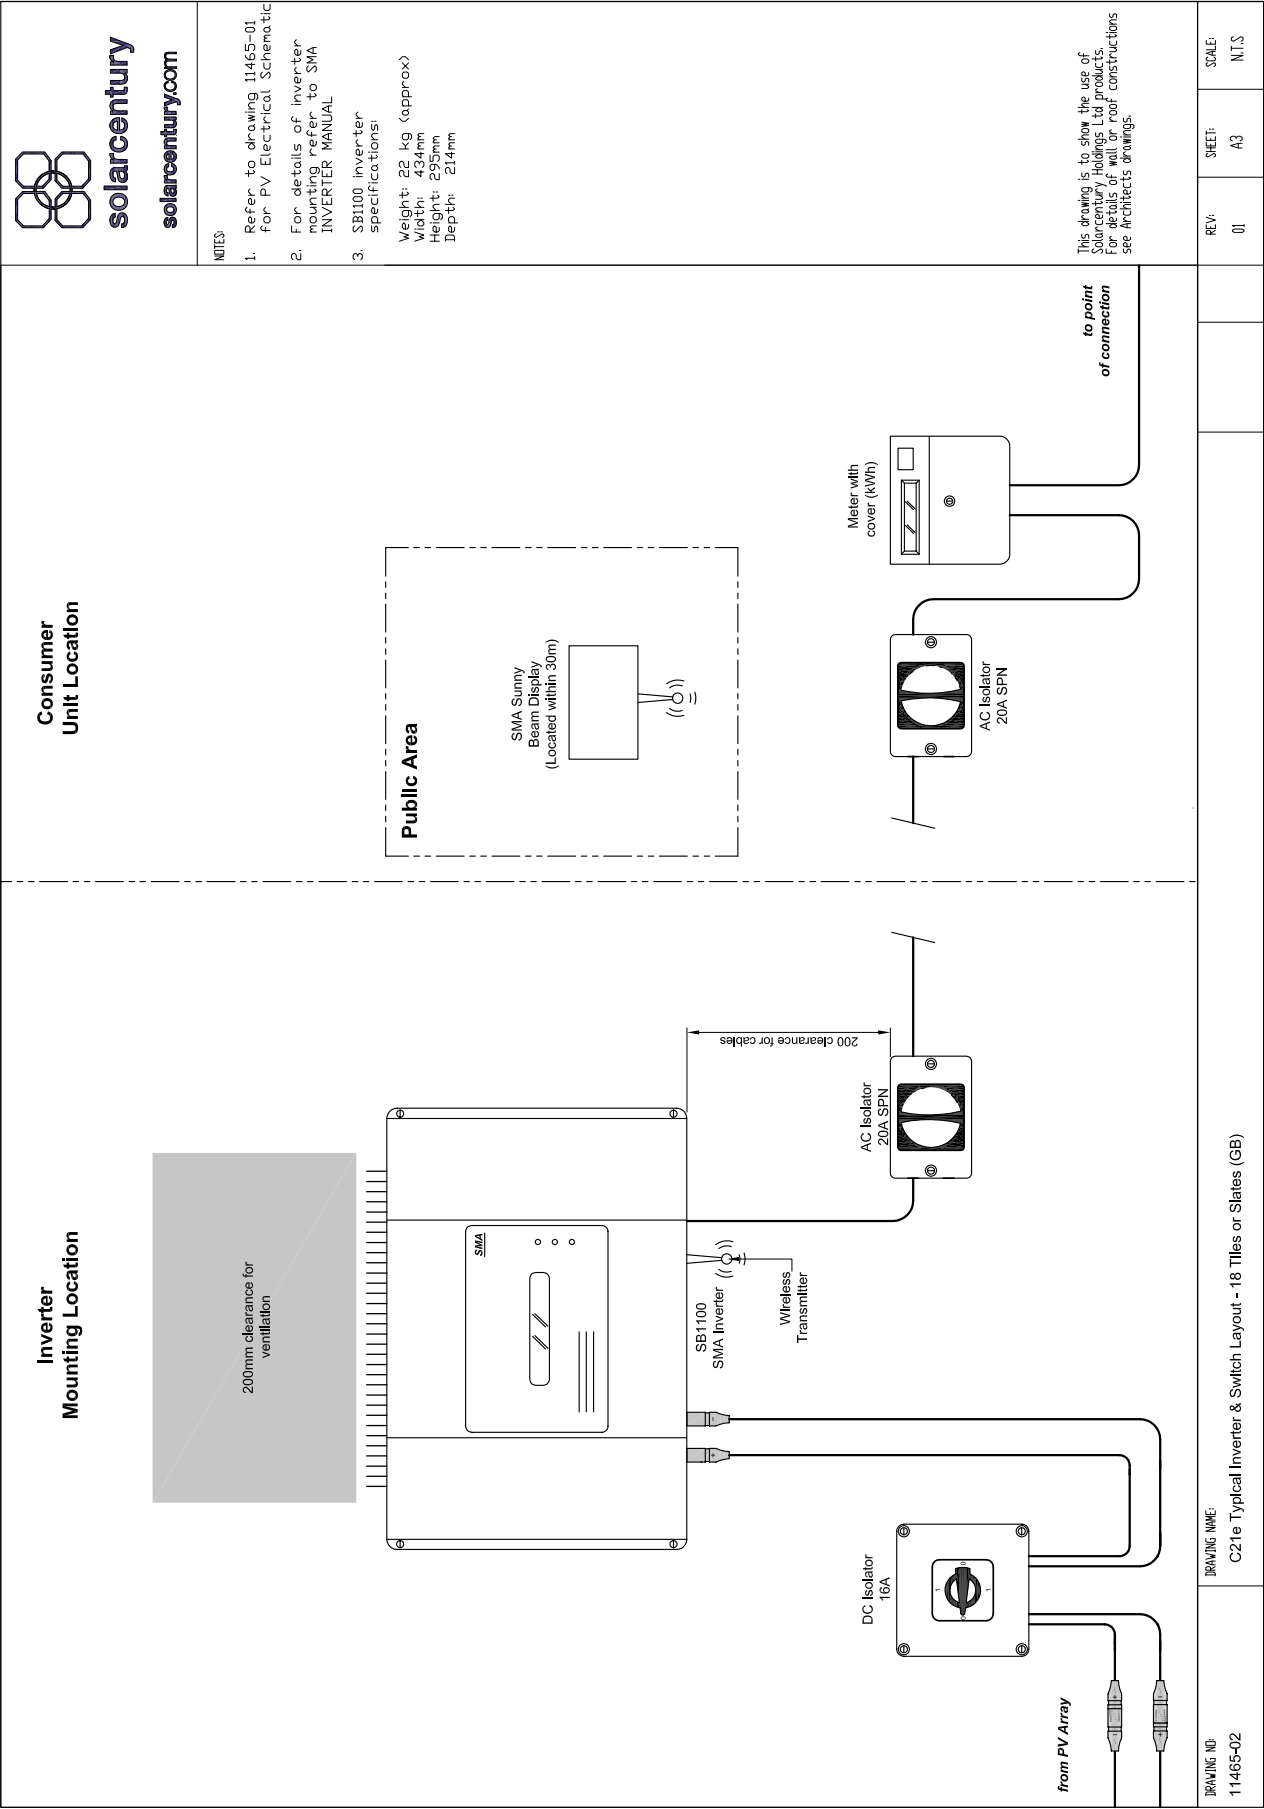 Inverter
Mounting Location
200mm clearance for
ventilation
SMA
SB1100
SMA Inverter
Wireless
Transmitter
200 clearance for cables
AC Isolator
20A SPN
DC Isolator
16A
0
1
1
+
-
from PV Array
Consumer
Unit Location
Public Area
SMA Sunny
Beam Display
(Located within 30m)
AC Isolator
20A SPN
Meter with
cover (kWh)
to point
of connection
solarcentury
solarcentury.com
NOTES:
1. Refer to drawing 11465-01
for PV Electrical Schematic
2. For details of inverter
mounting refer to SMA
INVERTER MANUAL
3. SB1100 inverter
specifications:
Weight: 22 kg (approx)
Width: 434mm
Height: 295mm
Depth: 214mm
This drawing is to show the use of
Solarcentury Holdings Ltd products.
For details of wall or roof constructions
see Architects drawings.
DRAWING NO:
11465-02
DRAWING NAME:
C21e Typical Inverter & Switch Layout - 18 Tiles or Slates (GB)
REV:
01
SHEET:
A3
SCALE:
N.T.S